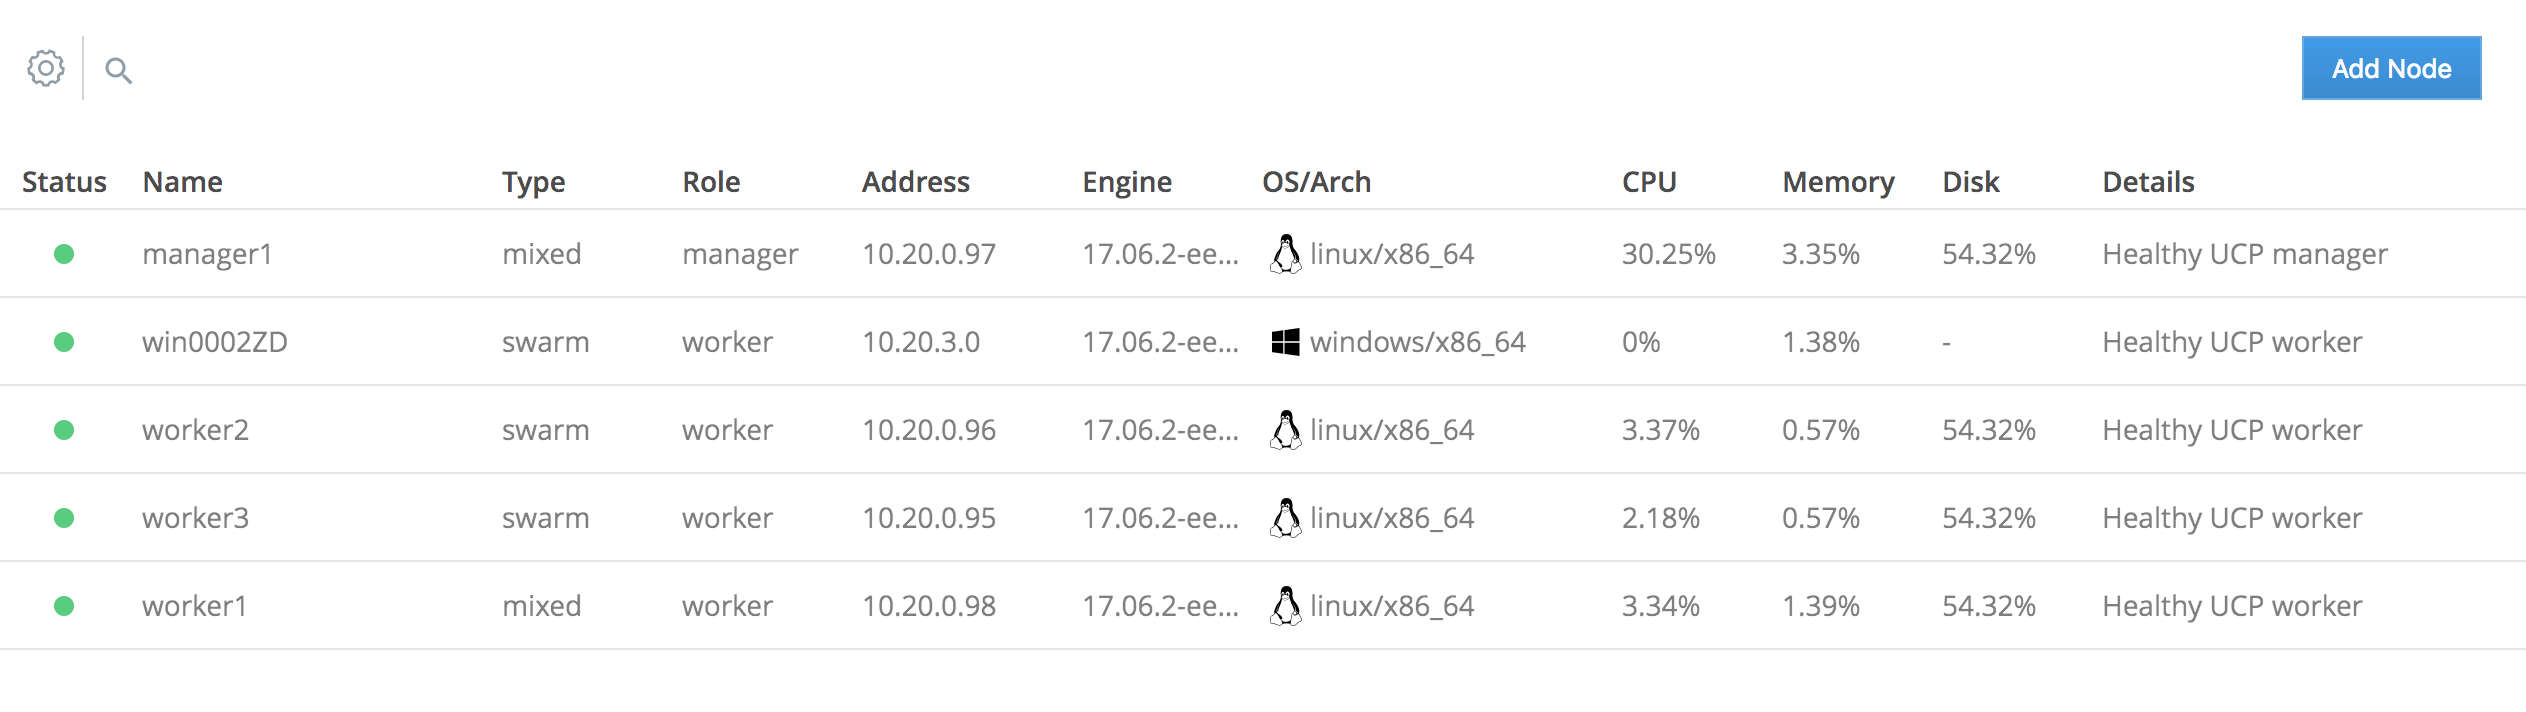 Add Node
Status Name Type Role Address Engine OS/Arch CPU Memory Disk Details
manager1 mixed manager 10.20.0.97 17.06.2-ee... linux/x86_64 30.25% 3.35% 54.32% Healthy UCP manager
win0002ZD swarm worker 10.20.3.0 17.06.2-ee... windows/x86_64 0% 1.38% - Healthy UCP worker
worker2 swarm worker 10.20.0.96 17.06.2-ee... linux/x86_64 3.37% 0.57% 54.32% Healthy UCP worker
worker3 swarm worker 10.20.0.95 17.06.2-ee... linux/x86_64 2.18% 0.57% 54.32% Healthy UCP worker
worker1 mixed worker 10.20.0.98 17.06.2-ee... linux/x86_64 3.34% 1.39% 54.32% Healthy UCP worker